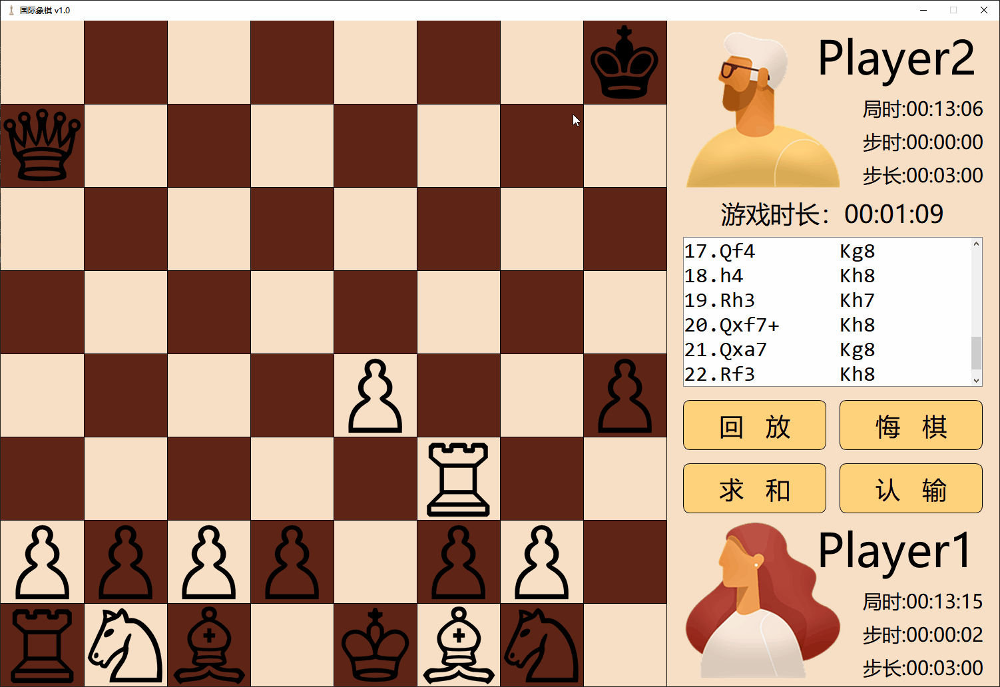 国际象棋 v1.0
Player2
局时:00:13:06
步时:00:00:00
步长:00:03:00
游戏时长：00:01:09
17.Qf4 Kg8
18.h4 Kh8
19.Rh3 Kh7
20.Qxf7+ Kh8
21.Qxa7 Kg8
22.Rf3 Kh8
回 放
悔 棋
求 和
认 输
Player1
局时:00:13:15
步时:00:00:02
步长:00:03:00